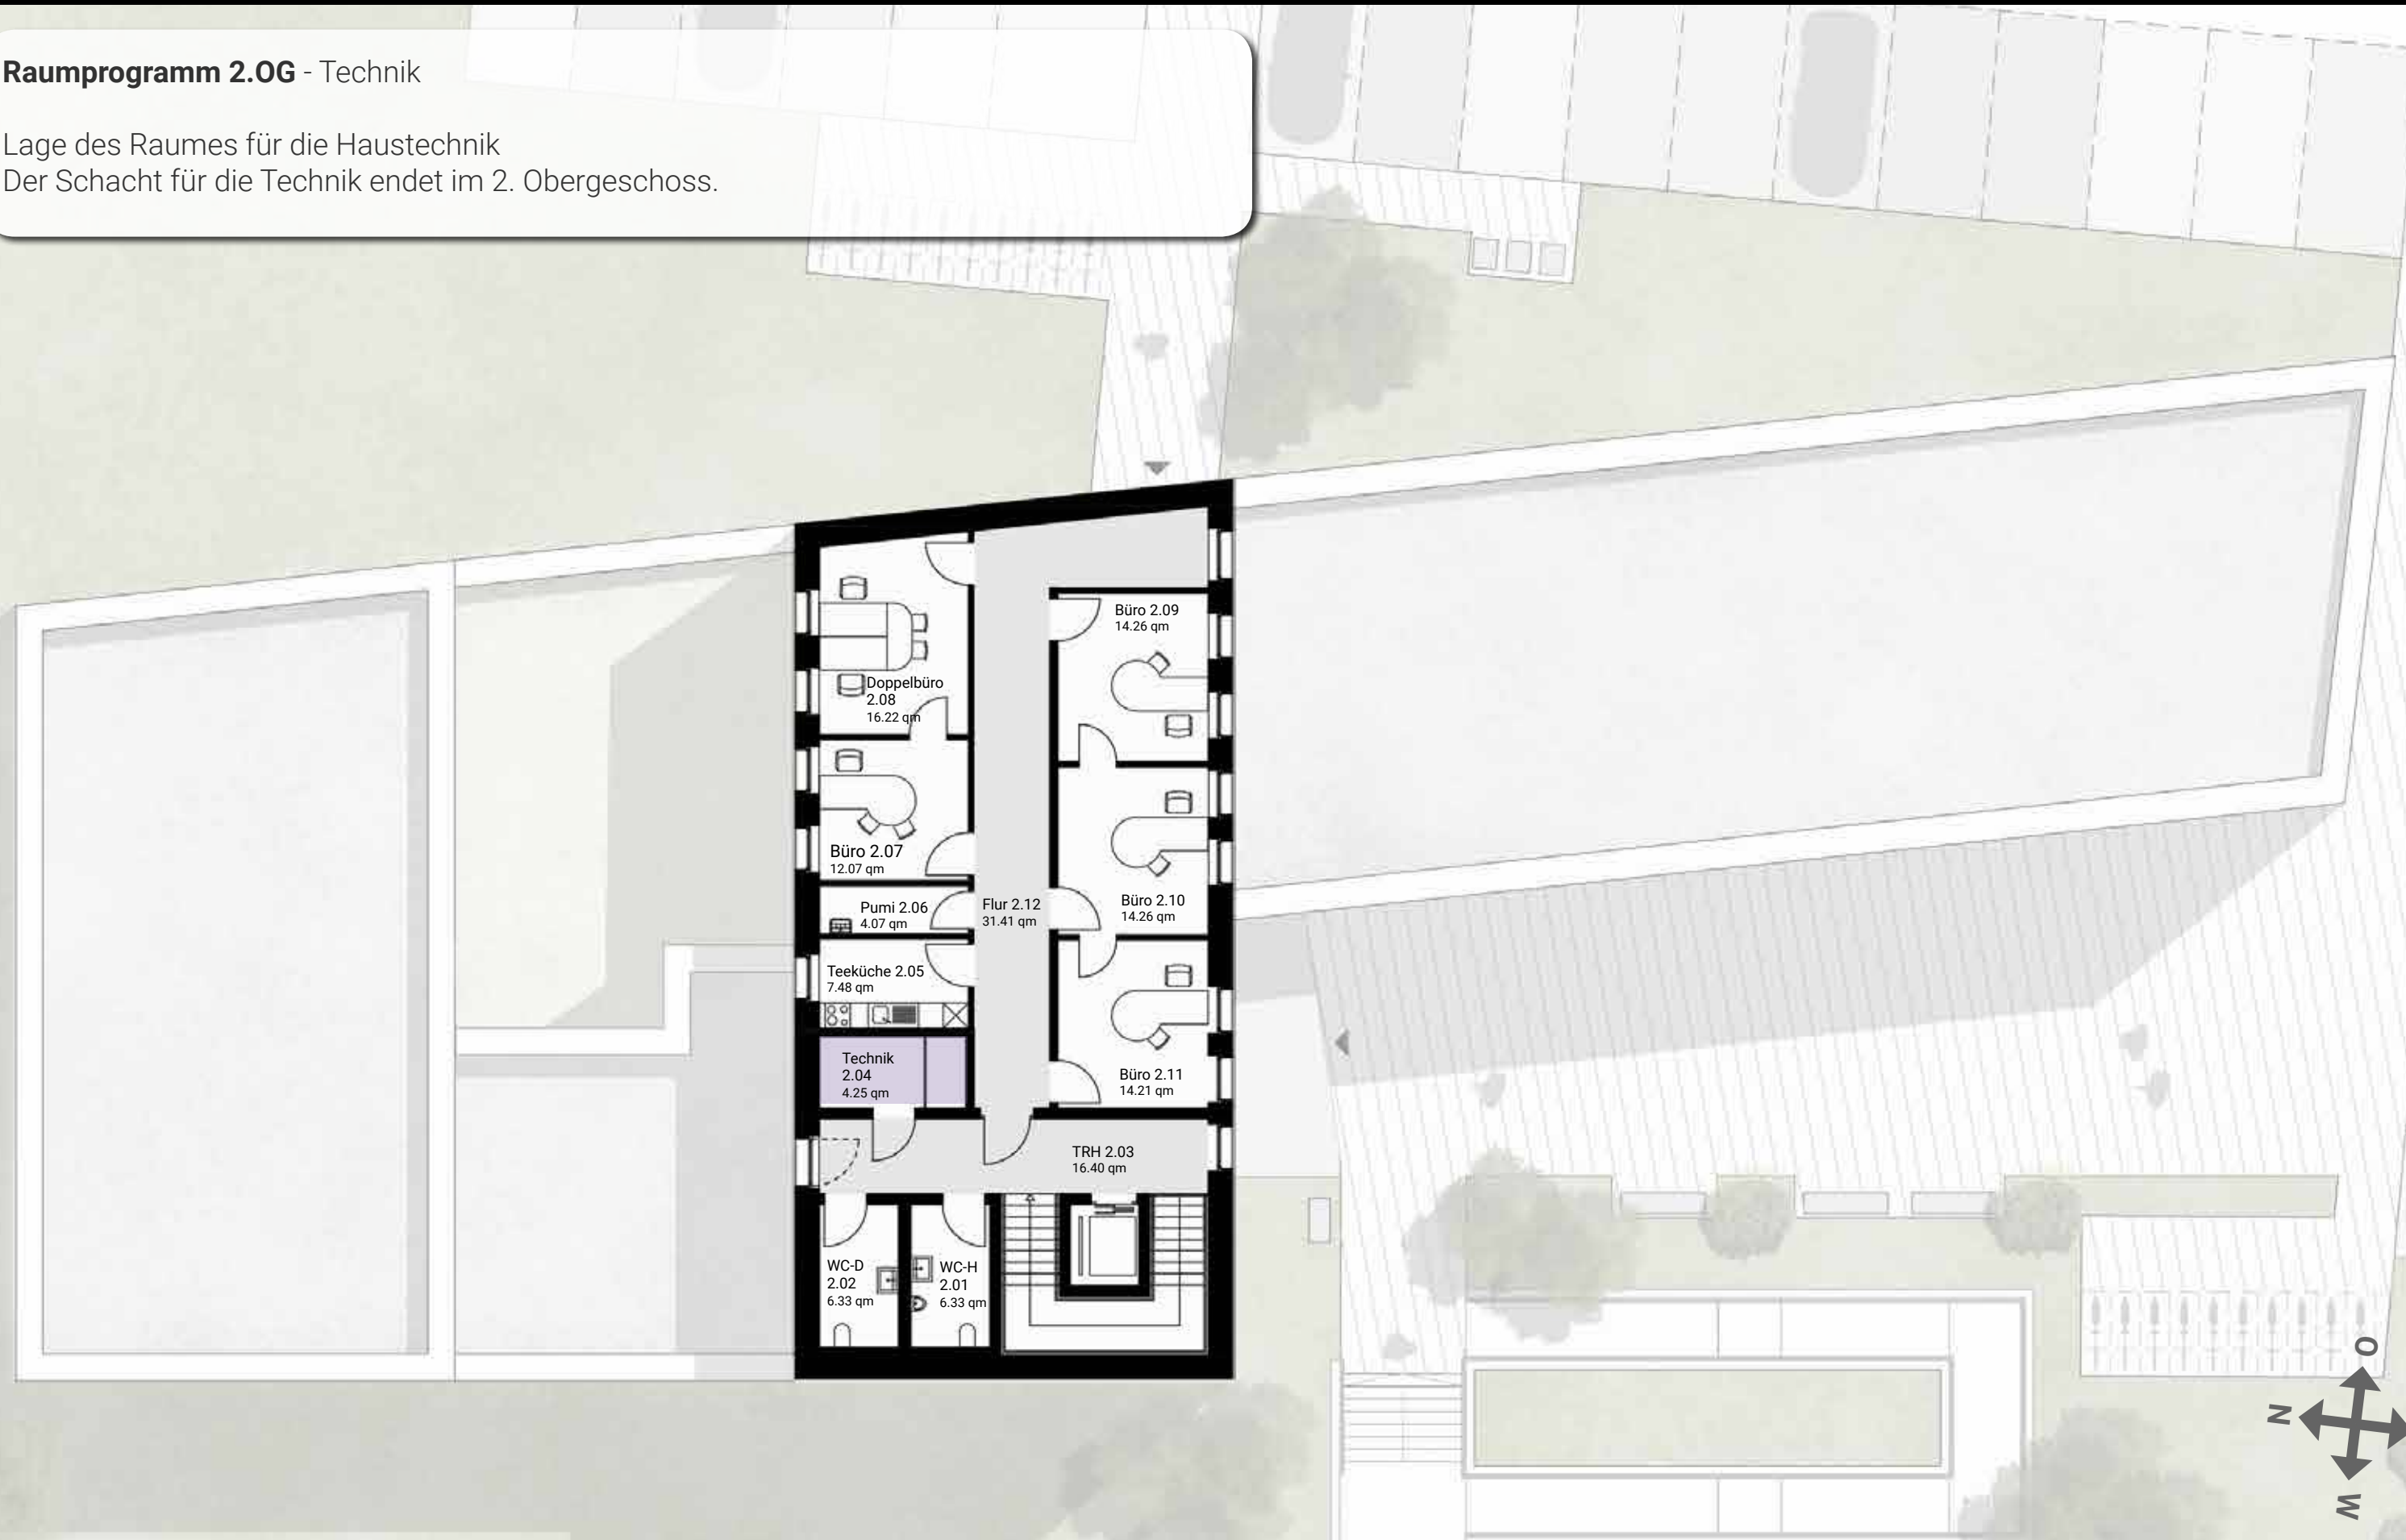 Raumprogramm 2.OG - Technik
Lage des Raumes für die Haustechnik
Der Schacht für die Technik endet im 2. Obergeschoss.
Büro 2.09
14.26 qm
Doppelbüro
2.08
16.22 qm
Büro 2.07
12.07 qm
Pumi 2.06
4.07 qm
Flur 2.12
31.41 qm
Büro 2.10
14.26 qm
Teeküche 2.05
7.48 qm
Technik
2.04
4.25 qm
Büro 2.11
14.21 qm
TRH 2.03
16.40 qm
WC-D
2.02
6.33 qm
WC-H
2.01
6.33 qm
O
N
W